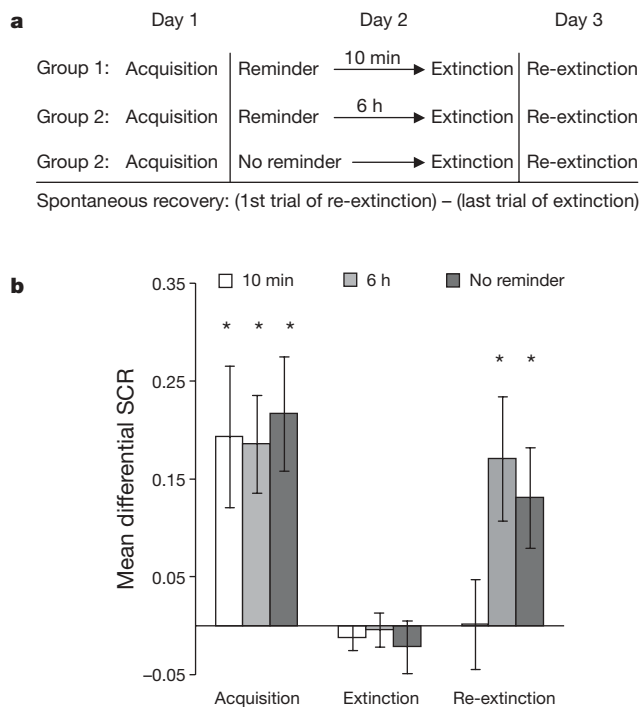 a
Day 1 Day 2 Day 3
Group 1: Acquisition Reminder 10 min Extinction Re-extinction
Group 2: Acquisition Reminder 6 h Extinction Re-extinction
Group 2: Acquisition No reminder Extinction Re-extinction
Spontaneous recovery: (1st trial of re-extinction) – (last trial of extinction)
b
10 min 6 h No reminder
* * *
* *
Mean differential SCR
0.35
0.25
0.15
0.05
–0.05
Acquisition Extinction Re-extinction